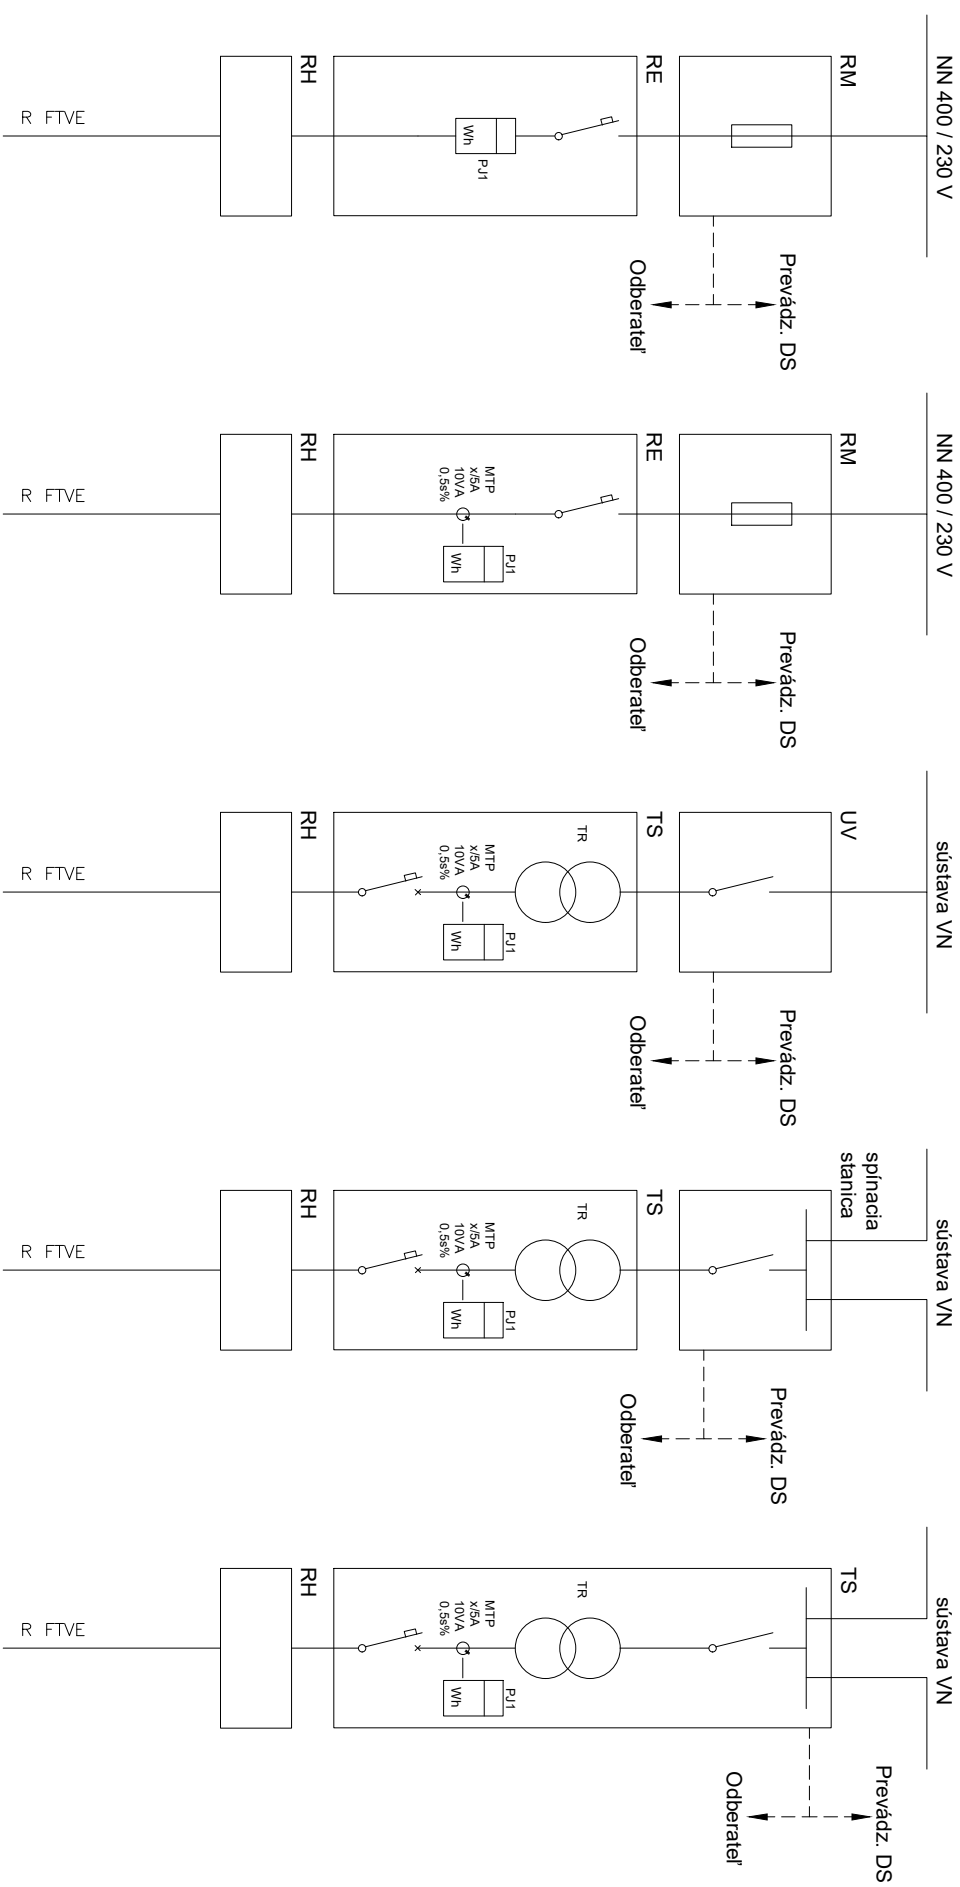 NN 400 / 230 V
RM
Prevádz. DS
Odberateľ
RE
Wh
PJ1
RH
R FTVE
NN 400 / 230 V
RM
Prevádz. DS
Odberateľ
RE
MTP
x/5A
10VA
0,5s%
PJ1
Wh
RH
R FTVE
sústava VN
UV
Prevádz. DS
Odberateľ
TS
TR
MTP
x/5A
10VA
0,5s%
PJ1
Wh
RH
R FTVE
sústava VN
spínacia
stanica
Prevádz. DS
Odberateľ
TS
TR
MTP
x/5A
10VA
0,5s%
PJ1
Wh
RH
R FTVE
sústava VN
TS
Prevádz. DS
Odberateľ
TR
MTP
x/5A
10VA
0,5s%
PJ1
Wh
RH
R FTVE